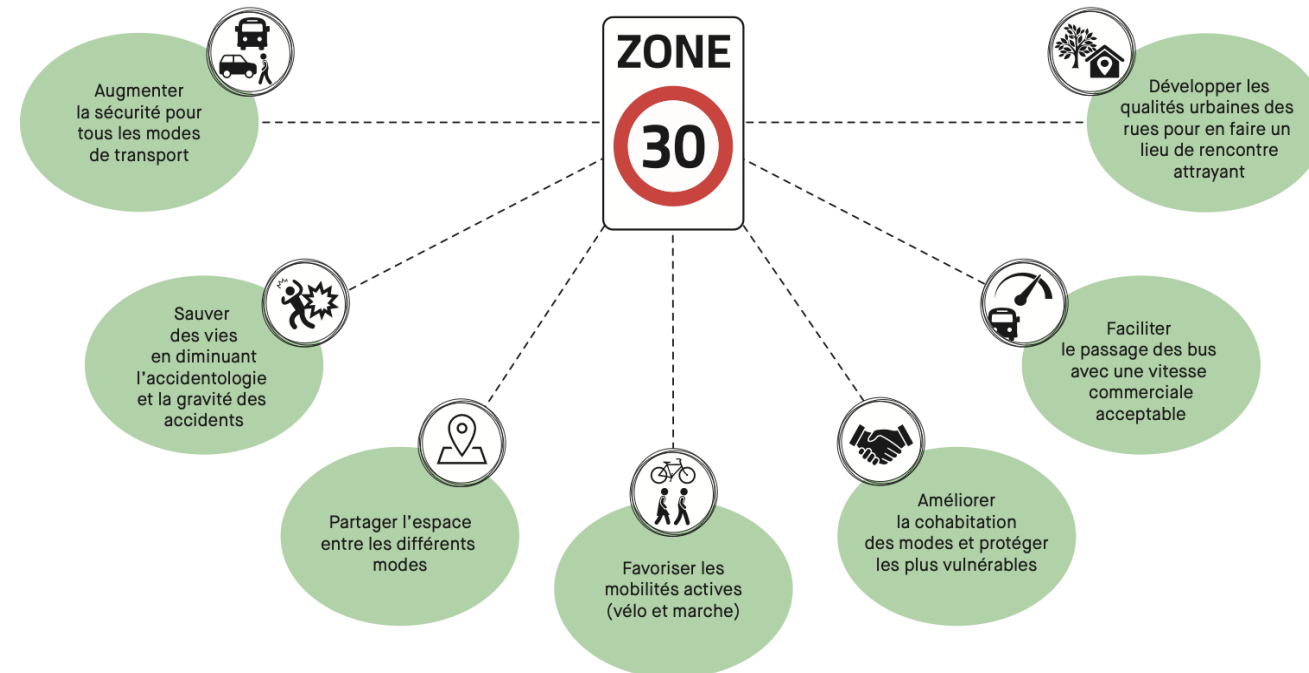 ZONE
30
Augmenter
la sécurité pour
tous les modes
de transport
Sauver
des vies
en diminuant
l'accidentologie
et la gravité des
accidents
Partager l'espace
entre les différents
modes
Favoriser les
mobilités actives
(vélo et marche)
Améliorer
la cohabitation
des modes et protéger
les plus vulnérables
Faciliter
le passage des bus
avec une vitesse
commerciale
acceptable
Développer les
qualités urbaines des
rues pour en faire un
lieu de rencontre
attrayant